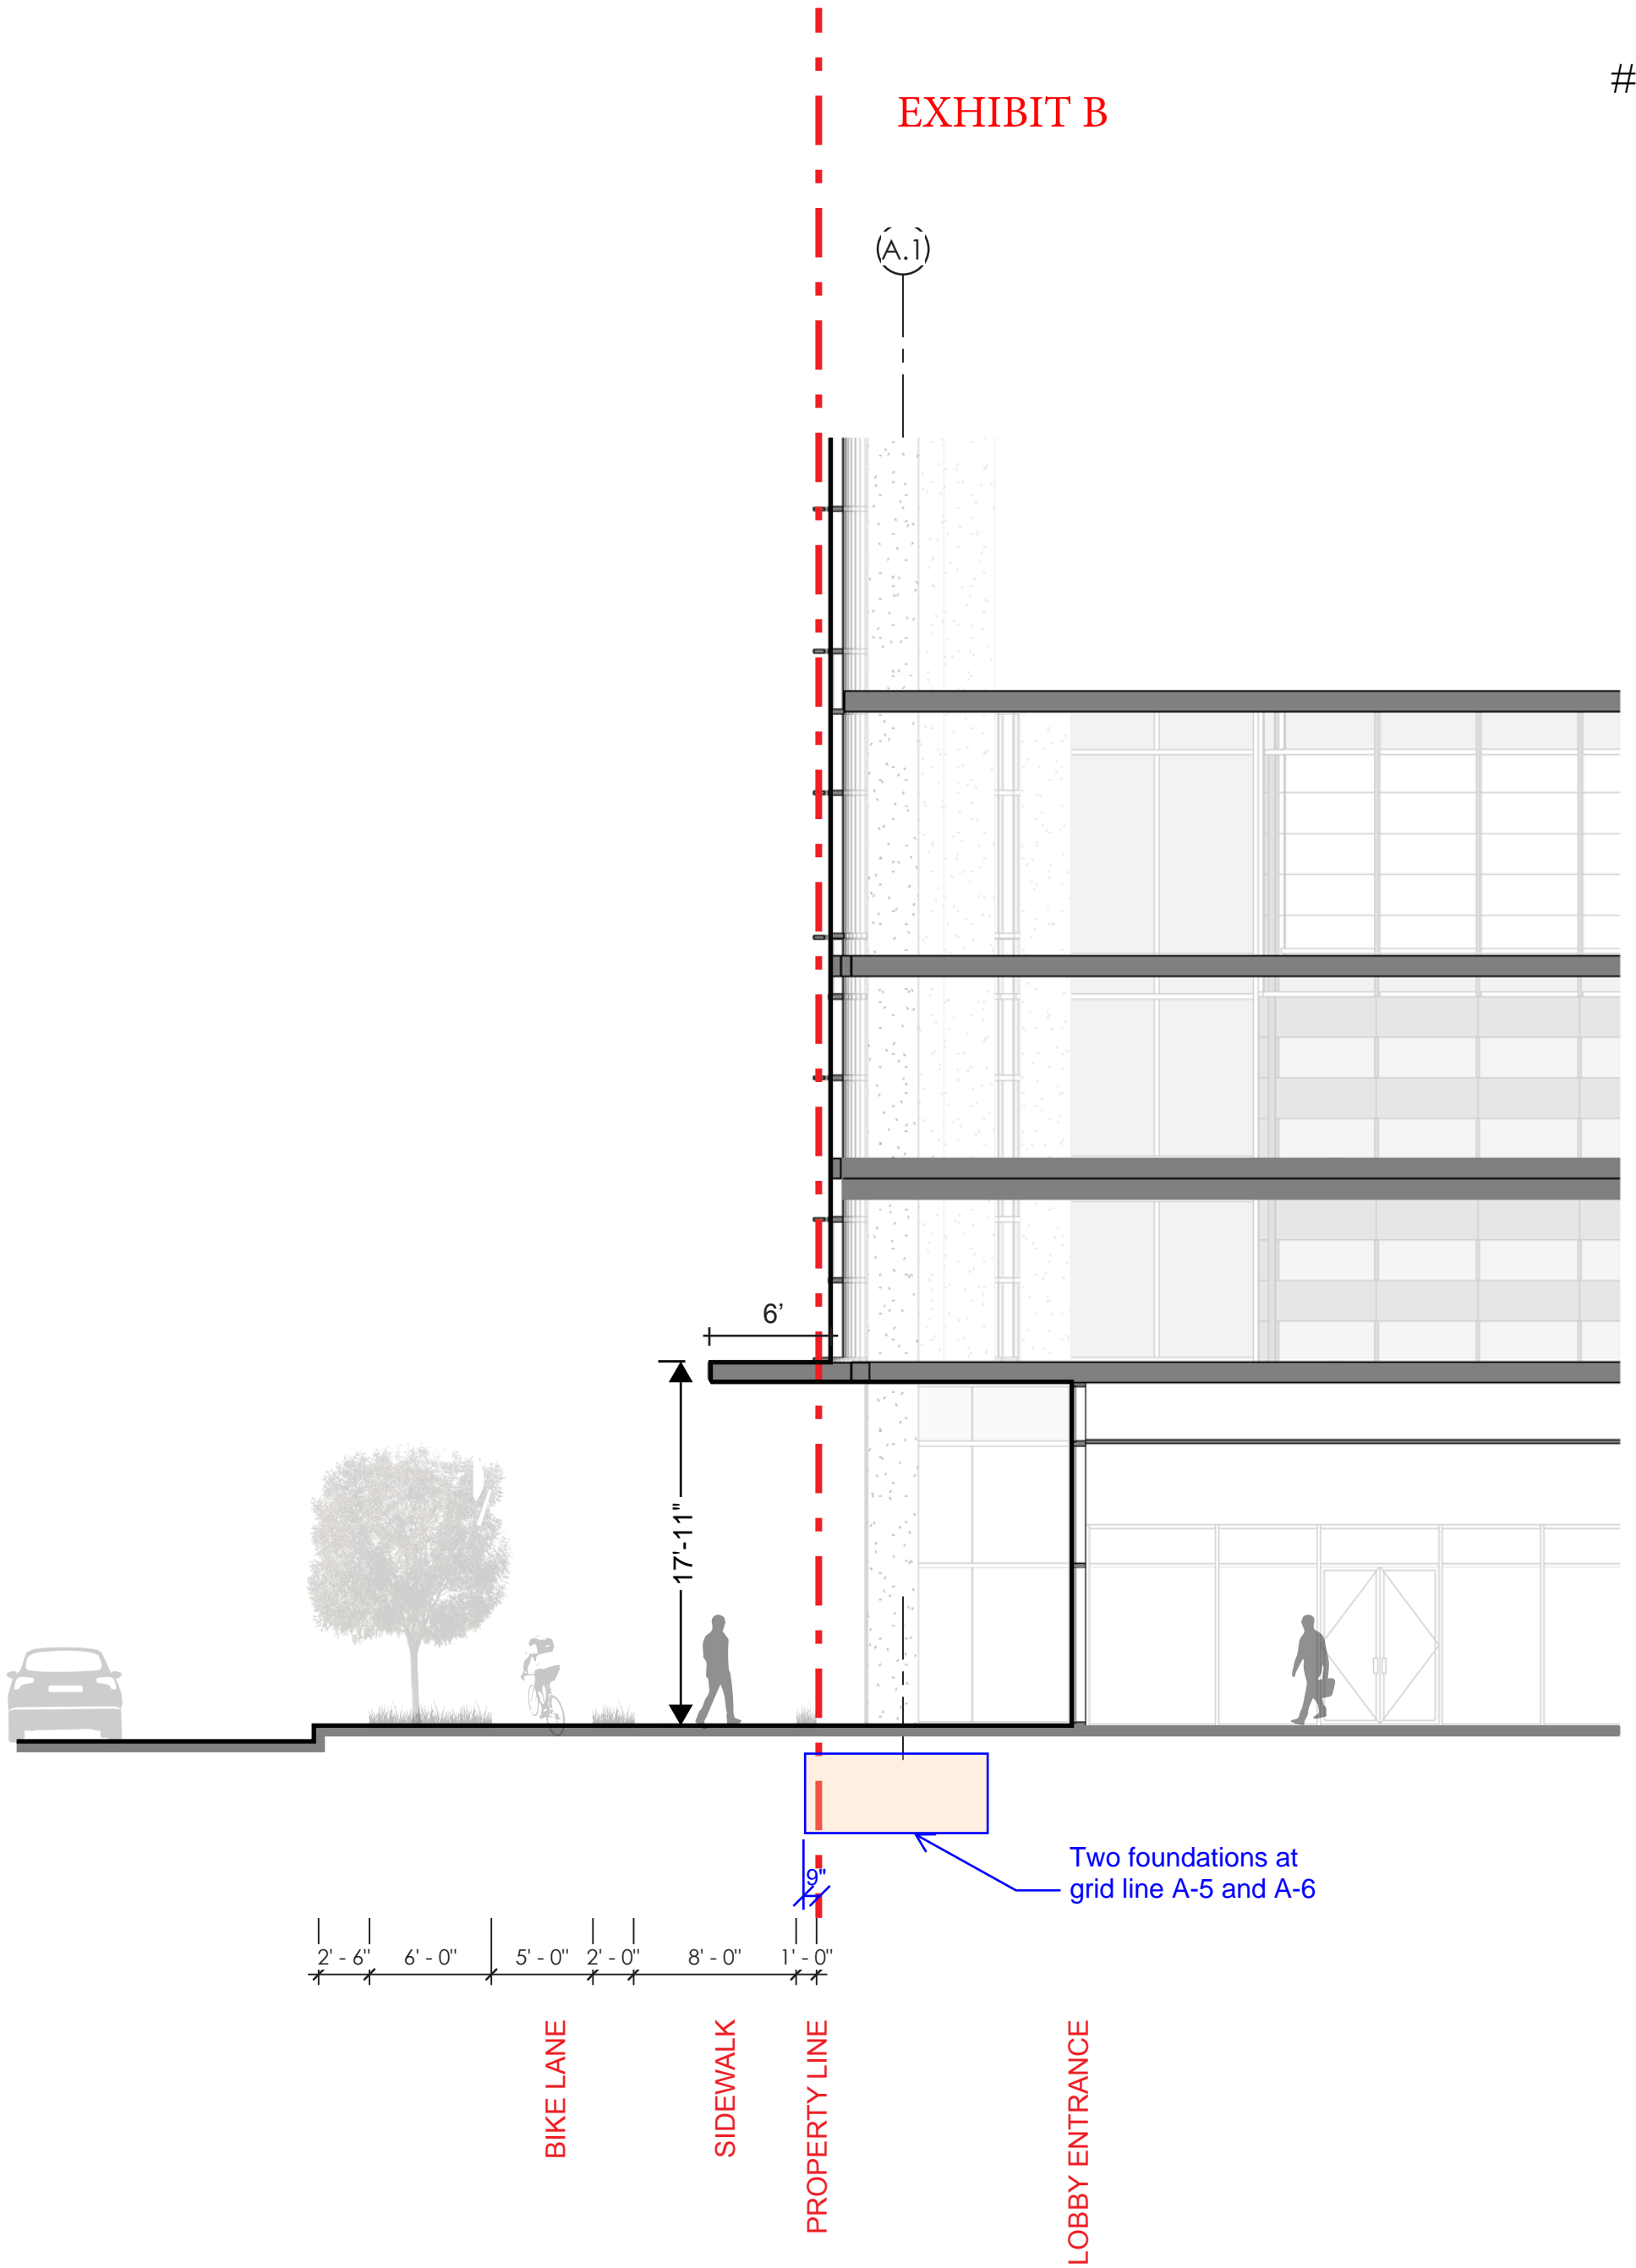 #
EXHIBIT B
A.1
6’
17'-11"
Two foundations at
grid line A-5 and A-6
9"
2' - 6" 6' - 0" 5' - 0" 2' - 0" 8' - 0" 1' - 0"
BIKE LANE
SIDEWALK
PROPERTY LINE
LOBBY ENTRANCE